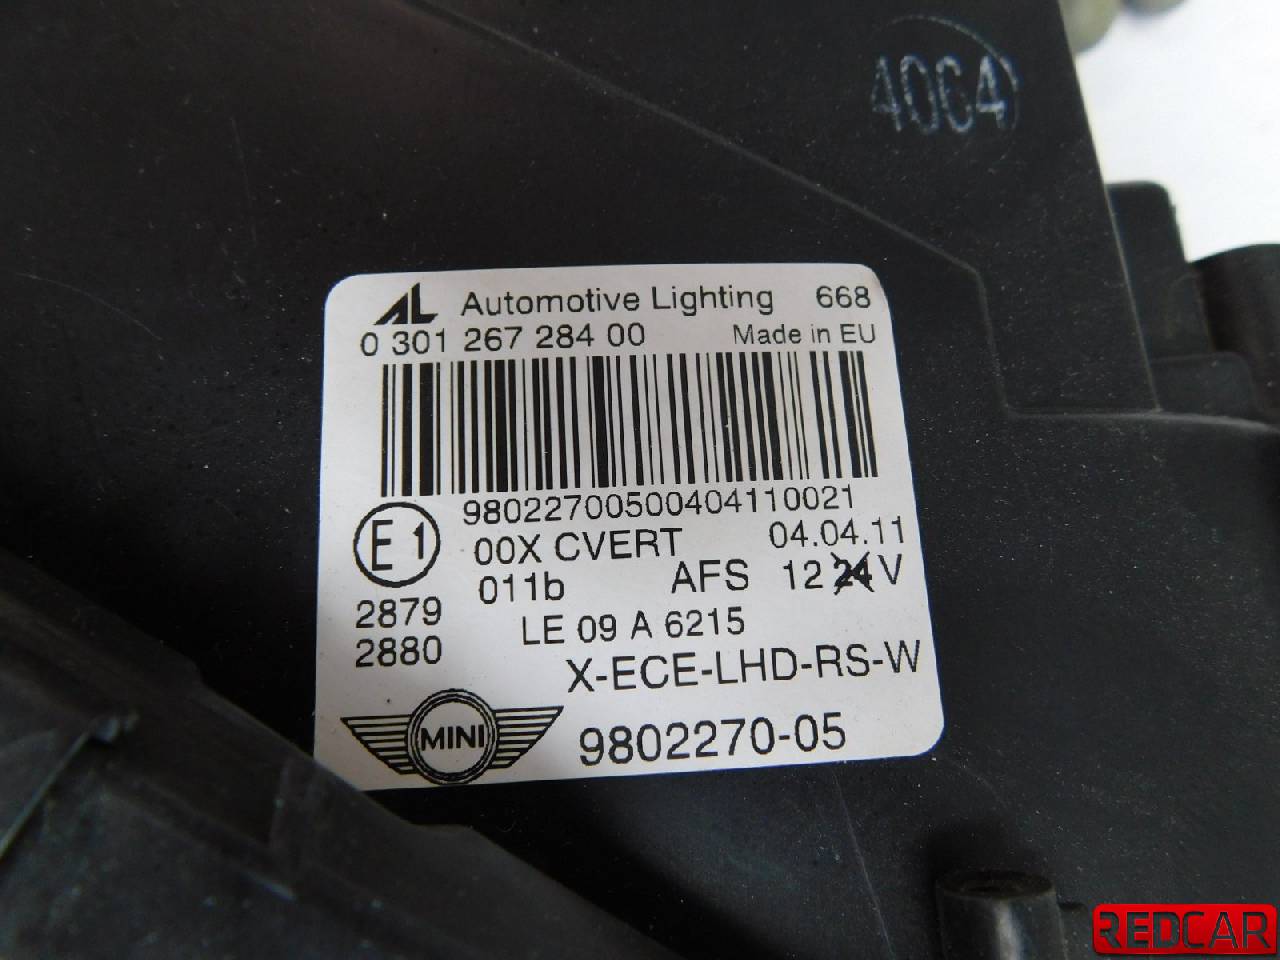 4064
AL Automotive Lighting 668
0 301 267 284 00 Made in EU
98022700500404110021
E1 00X CVERT 04.04.11
011b AFS 12 24 V
2879 LE 09 A 6215
2880 X-ECE-LHD-RS-W
MINI 9802270-05
REDCAR